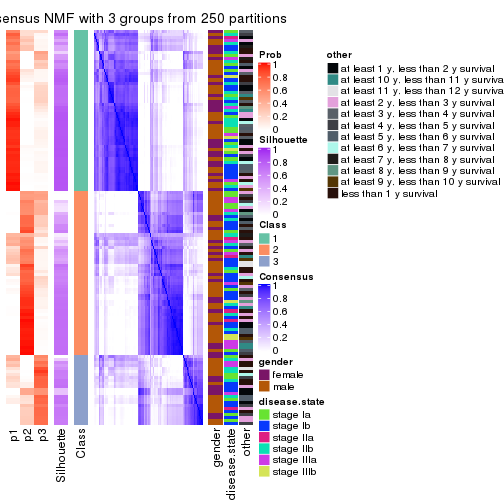 sensus NMF with 3 groups from 250 partitions
Prob
1
0.8
0.6
0.4
0.2
0
Silhouette
1
0.8
0.6
0.4
0.2
0
Class
1
2
3
Consensus
1
0.8
0.6
0.4
0.2
0
gender
female
male
disease.state
stage Ia
stage Ib
stage IIa
stage IIb
stage IIIa
stage IIIb
other
at least 1 y. less than 2 y survival
at least 10 y. less than 11 y surviva
at least 11 y. less than 12 y surviva
at least 2 y. less than 3 y survival
at least 3 y. less than 4 y survival
at least 4 y. less than 5 y survival
at least 5 y. less than 6 y survival
at least 6 y. less than 7 y survival
at least 7 y. less than 8 y survival
at least 8 y. less than 9 y survival
at least 9 y. less than 10 y survival
less than 1 y survival
p1
p2
p3
Silhouette
Class
gender
disease.state
other